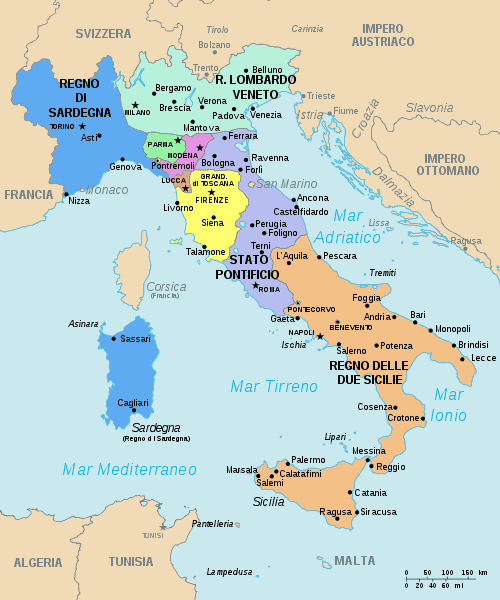 SVIZZERA
Tirolo
Bolzano
Carinzia
IMPERO
AUSTRIACO
Trento
Belluno
R. LOMBARDO
VENETO
REGNO
DI
SARDEGNA
TORINO
Asti
Bergamo
Brescia
MILANO
Verona
Padova
Venezia
Mantova
Trieste
Istria
Fiume
Croazia
Slavonia
Ferrara
PARMA
MODENA
Bologna
Ravenna
Forlì
Pontremoli
Genova
LUCCA
GRAND.
di TOSCANA
FIRENZE
San Marino
IMPERO
OTTOMANO
Dalmazia
FRANCIA
Monaco
Nizza
Livorno
Siena
Ancona
Castelfidardo
Mar
Adriatico
Lissa
Ragusa
Perugia
Foligno
Talamone
Terni
L'Aquila
Pescara
STATO
PONTIFICIO
Tremiti
Corsica
(Francia)
ROMA
PONTECORVO
Foggia
Gaeta
Andria
Bari
BENEVENTO
NAPOLI
Monopoli
Asinara
Sassari
Ischia
Salerno
Potenza
Brindisi
Lecce
REGNO DELLE
DUE SICILIE
Mar Tirreno
Mar
Ionio
Cagliari
Cosenza
Crotone
Sardegna
(Regno di Sardegna)
Lipari
Messina
Reggio
Mar Mediterraneo
Palermo
Marsala
Calatafimi
Salemi
Sicilia
Catania
Ragusa
Siracusa
Pantelleria
TUNISI
ALGERIA
TUNISIA
Lampedusa
MALTA
0 50 100 150 km
0 20 40 60 mi